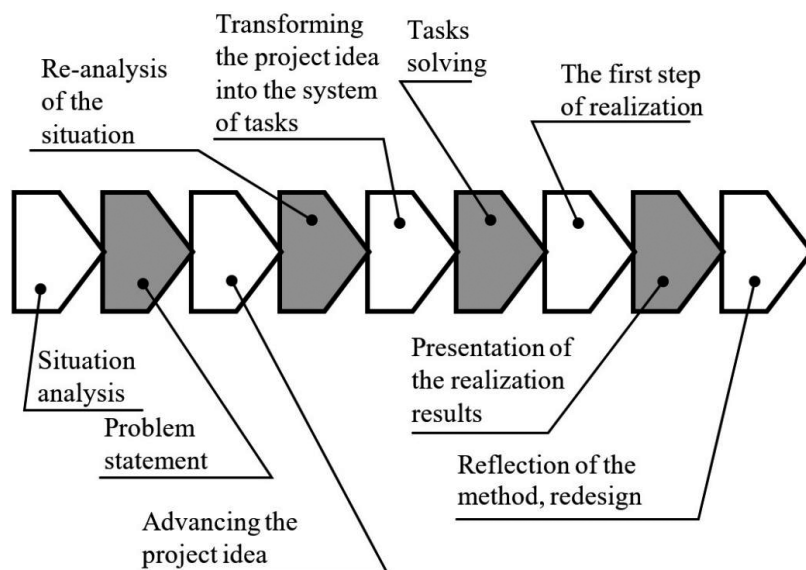 Re-analysis
of the
situation
Transforming
the project idea
into the system
of tasks
Tasks
solving
The first step
of realization
Situation
analysis
Problem
statement
Advancing the
project idea
Presentation of
the realization
results
Reflection of the
method, redesign